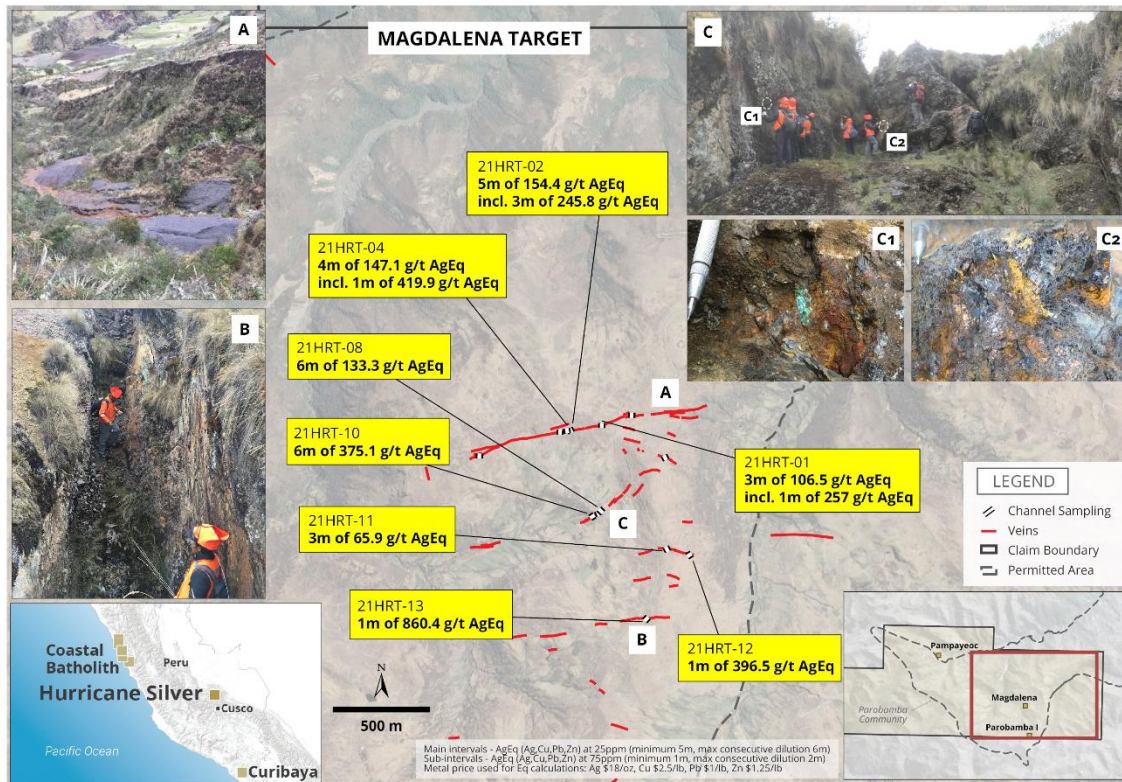 MAGDALENA TARGET
A
B
C
C1
C2
C1
C2
21HRT-02
5m of 154.4 g/t AgEq
incl. 3m of 245.8 g/t AgEq
21HRT-04
4m of 147.1 g/t AgEq
incl. 1m of 419.9 g/t AgEq
21HRT-08
6m of 133.3 g/t AgEq
21HRT-10
6m of 375.1 g/t AgEq
21HRT-11
3m of 65.9 g/t AgEq
21HRT-13
1m of 860.4 g/t AgEq
A
C
B
21HRT-01
3m of 106.5 g/t AgEq
incl. 1m of 257 g/t AgEq
21HRT-12
1m of 396.5 g/t AgEq
LEGEND
Channel Sampling
Veins
Claim Boundary
Permitted Area
Coastal
Batholith
Peru
Hurricane Silver
Cusco
Pacific Ocean
Curibaya
N
500 m
Pampayeoc
Magdalena
Parobamba
Community
Parobamba I
Main intervals - AgEq (Ag,Cu,Pb,Zn) at 25ppm (minimum 5m, max consecutive dilution 6m)
Sub-intervals - AgEq (Ag,Cu,Pb,Zn) at 75ppm (minimum 1m, max consecutive dilution 2m)
Metal price used for Eq calculations: Ag $18/oz, Cu $2.5/lb, Pb $1/lb, Zn $1.25/lb